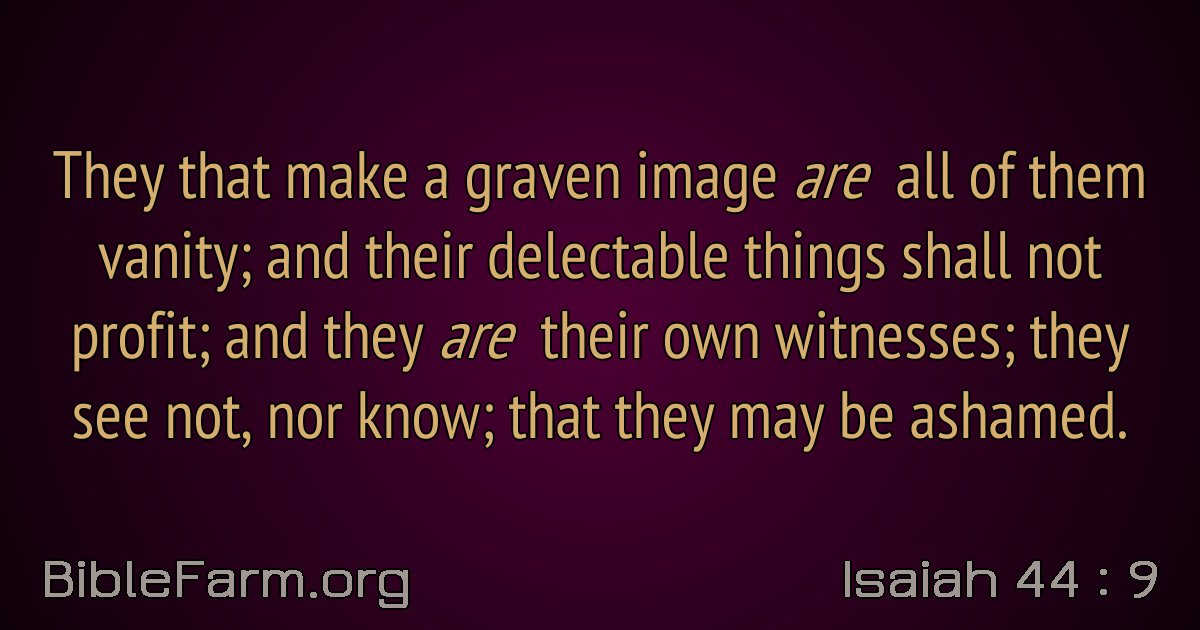 They that make a graven image are all of them
vanity; and their delectable things shall not
profit; and they are their own witnesses; they
see not, nor know; that they may be ashamed.
BibleFarm.org
Isaiah 44 : 9